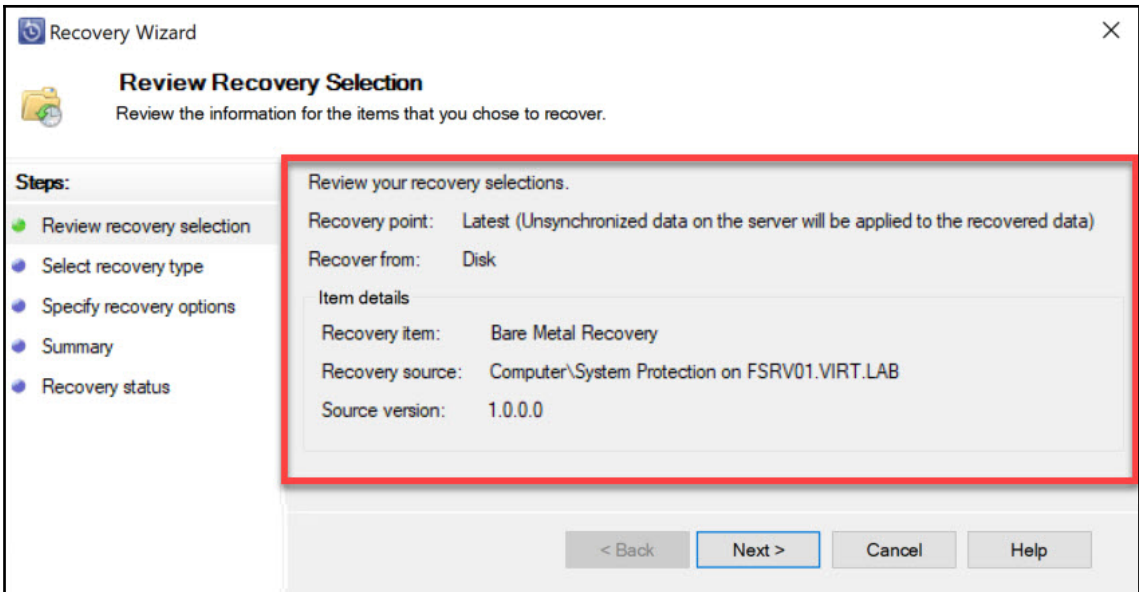 Recovery Wizard
Review Recovery Selection
Review the information for the items that you chose to recover.
Steps:
Review recovery selection
Select recovery type
Specify recovery options
Summary
Recovery status
Review your recovery selections.
Recovery point: Latest (Unsynchronized data on the server will be applied to the recovered data)
Recover from: Disk
Item details
Recovery item: Bare Metal Recovery
Recovery source: Computer\System Protection on FSRV01.VIRT.LAB
Source version: 1.0.0.0
< Back Next > Cancel Help